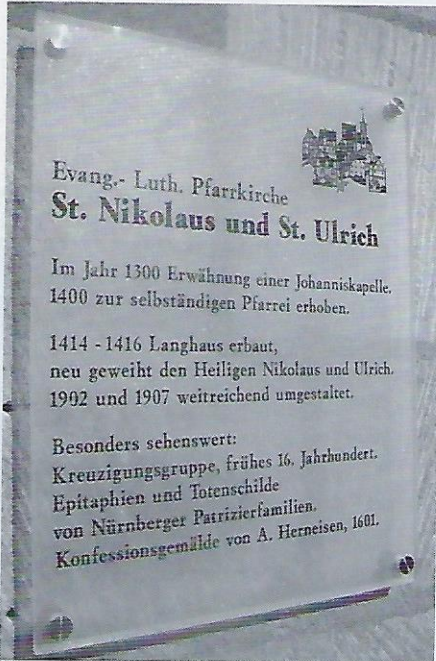 Evang.- Luth. Pfarrkirche
St. Nikolaus und St. Ulrich
Im Jahr 1300 Erwähnung einer Johanniskapelle.
1400 zur selbständigen Pfarrei erhoben.
1414 - 1416 Langhaus erbaut,
neu geweiht den Heiligen Nikolaus und Ulrich.
1902 und 1907 weitreichend umgestaltet.
Besonders sehenswert:
Kreuzigungsgruppe, frühes 16. Jahrhundert.
Epitaphien und Totenschilde
von Nürnberger Patrizierfamilien.
Konfessionsgemälde von A. Herneisen, 1601.